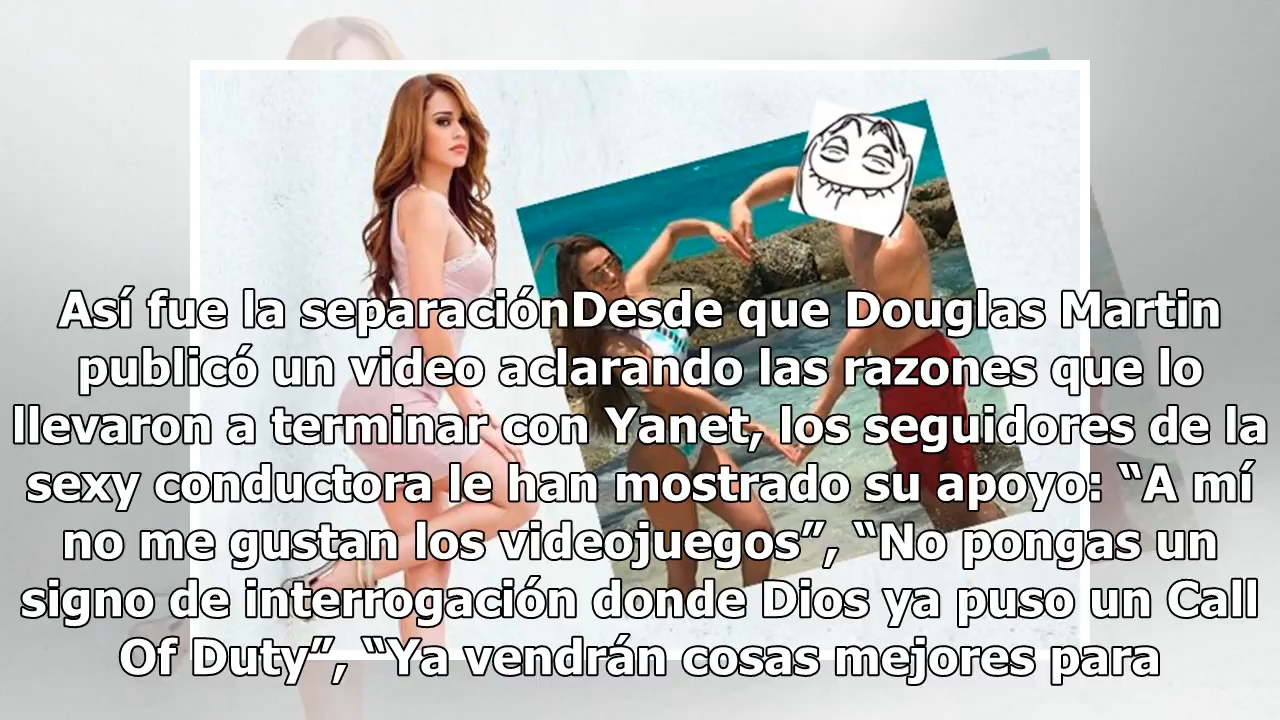 Así fue la separaciónDesde que Douglas Martin
publicó un video aclarando las razones que lo
llevaron a terminar con Yanet, los seguidores de la
sexy conductora le han mostrado su apoyo: “A mí
no me gustan los videojuegos”, “No pongas un
signo de interrogación donde Dios ya puso un Call
Of Duty”, “Ya vendrán cosas mejores para